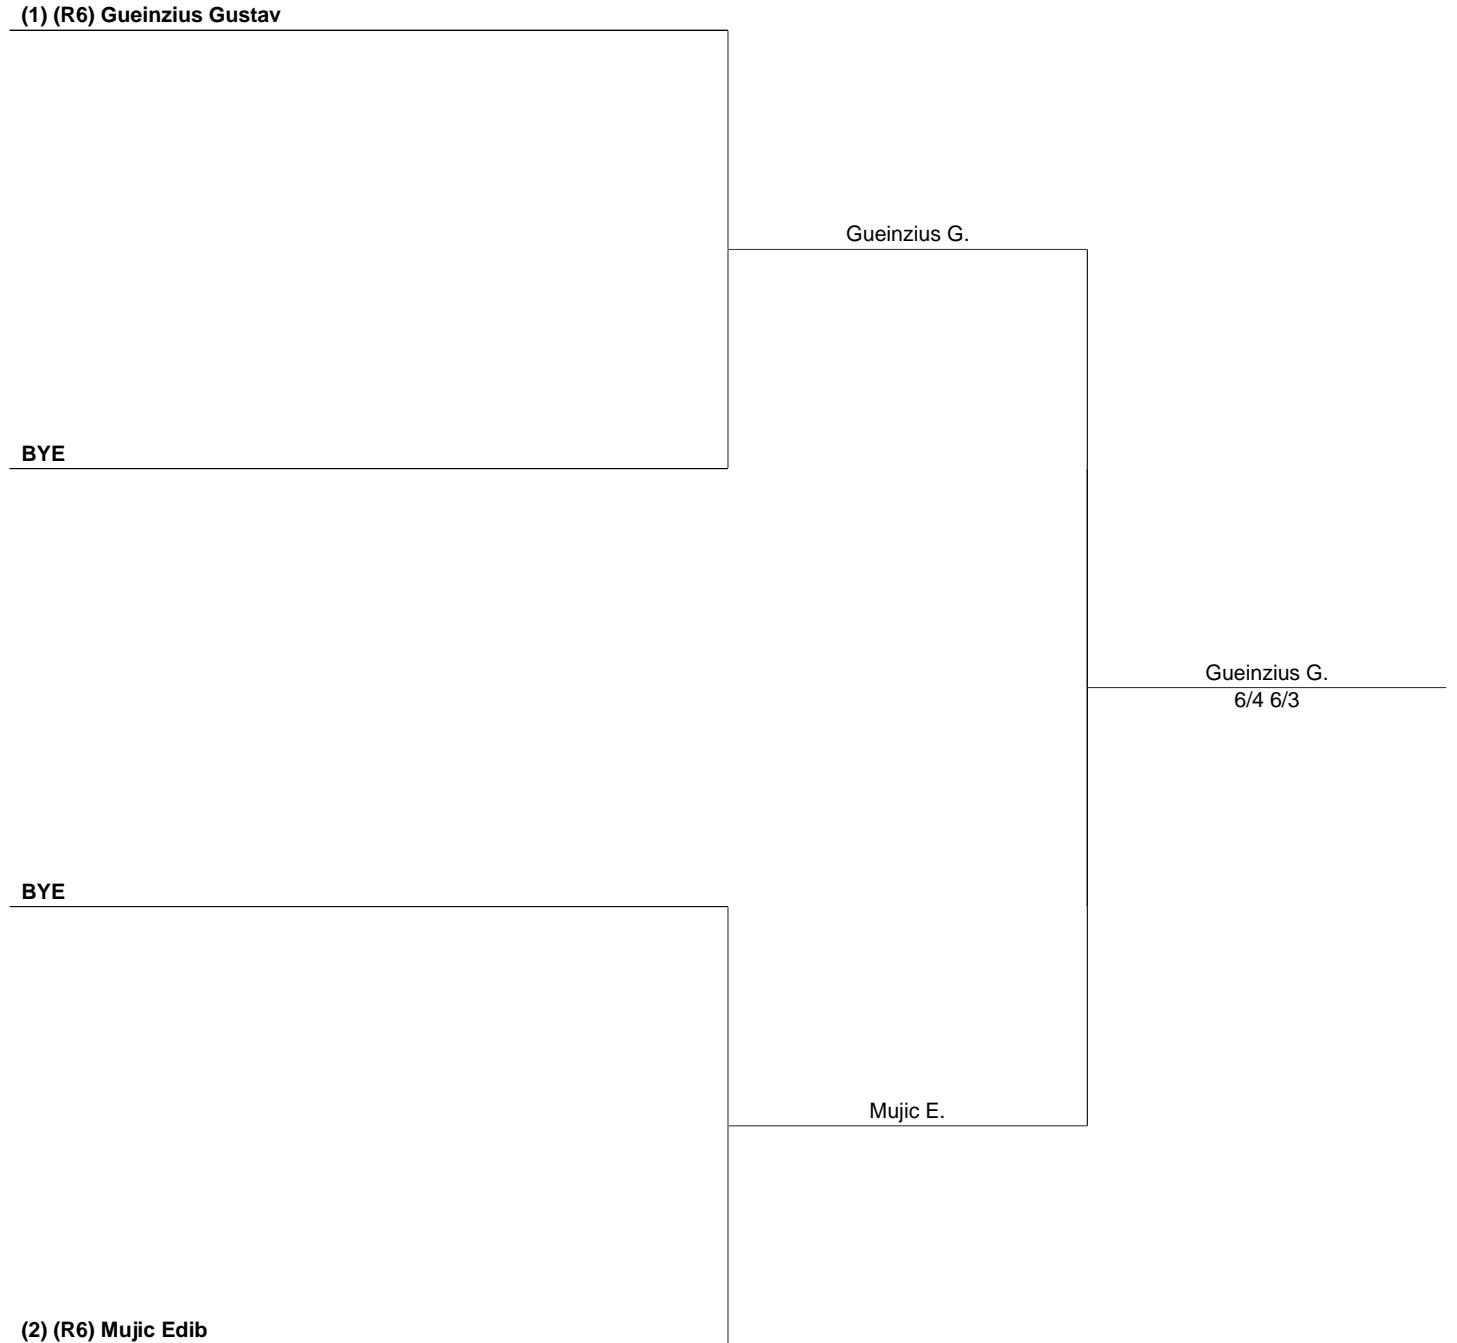 (1) (R6) Gueinzius Gustav
Gueinzius G.
BYE
Gueinzius G.
6/4 6/3
BYE
Mujic E.
(2) (R6) Mujic Edib